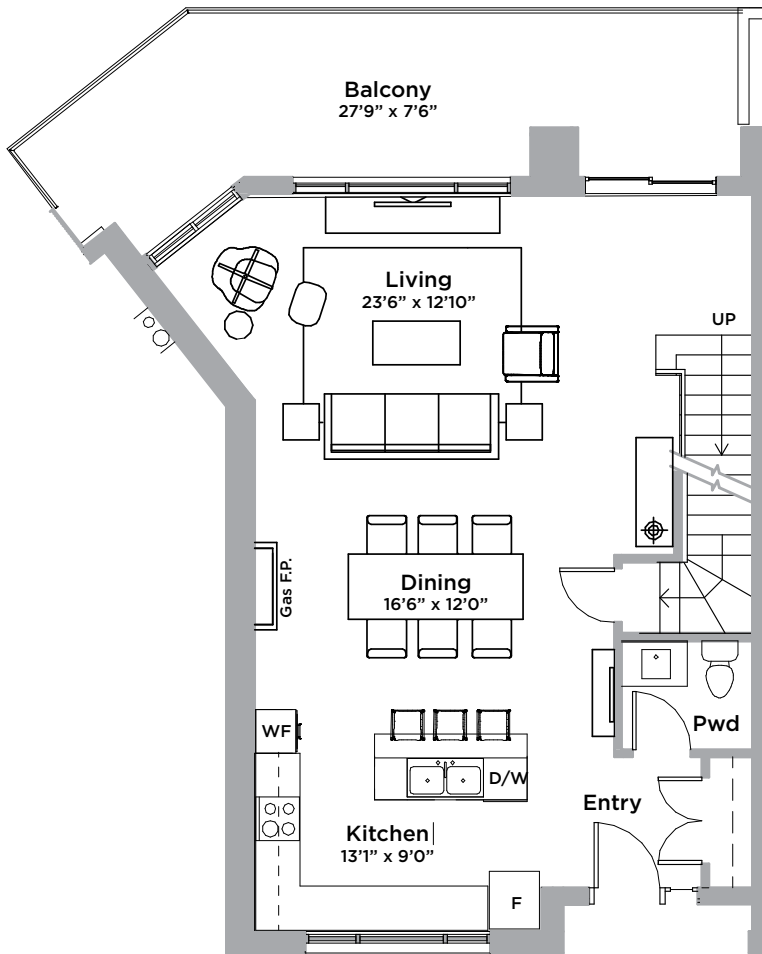 Balcony
27’9” x 7’6”
Living
23’6” x 12’10”
UP
Gas F.P.
Dining
16’6” x 12’0”
WF
Pwd
D/W
Entry
Kitchen
13’1” x 9’0”
F